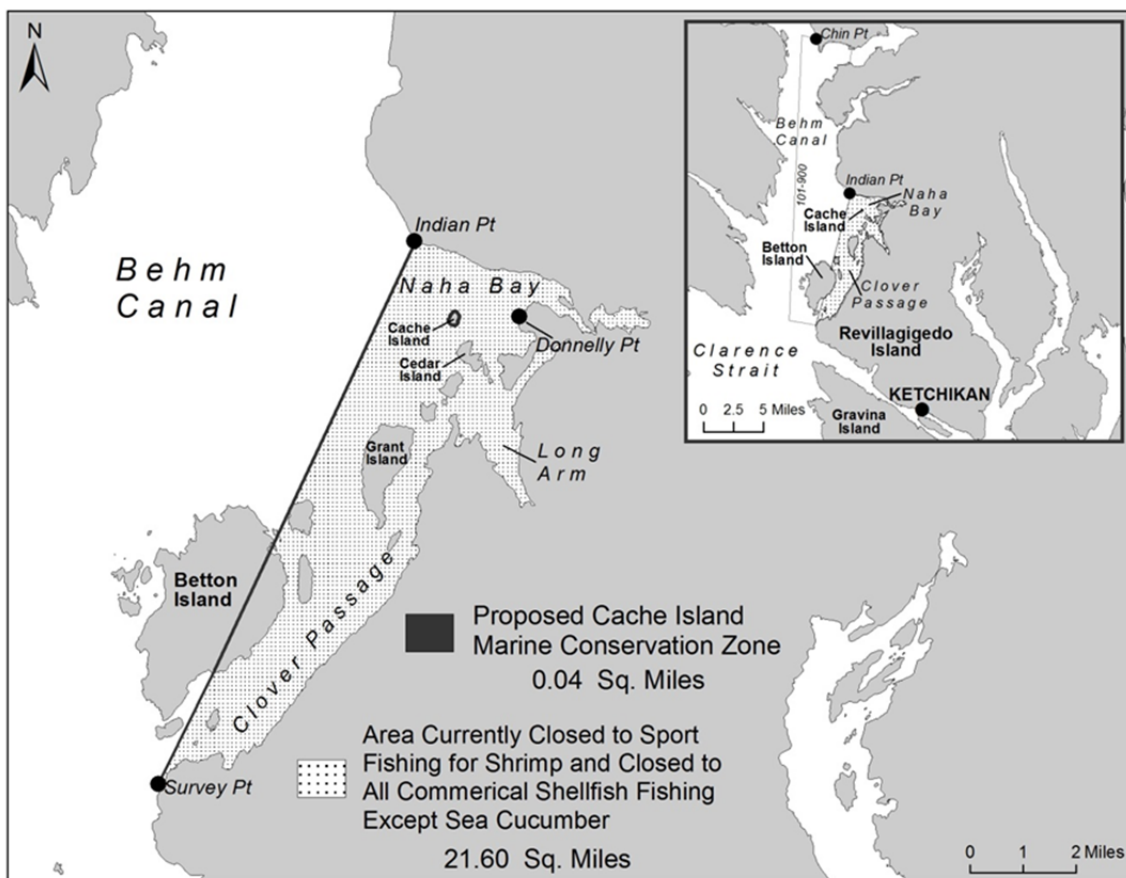 N
Indian Pt
Behm
Canal
Naha Bay
Cache
Island
Donnelly Pt
Cedar
Island
Grant
Island
Long
Arm
Betton
Island
Clover Passage
Survey Pt
Proposed Cache Island
Marine Conservation Zone
0.04 Sq. Miles
Area Currently Closed to Sport
Fishing for Shrimp and Closed to
All Commerical Shellfish Fishing
Except Sea Cucumber
21.60 Sq. Miles
0 1 2 Miles
Chin Pt
Behm
Canal
101-900
Indian Pt
Naha
Bay
Cache
Island
Betton
Island
Clover
Passage
Revillagigedo
Island
Clarence
Strait
KETCHIKAN
0 2.5 5 Miles
Gravina
Island